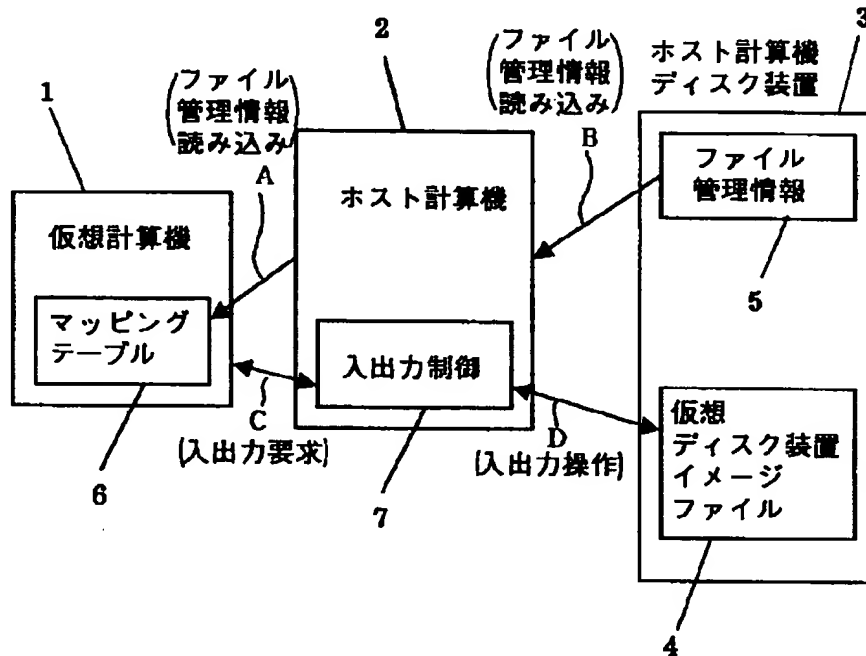 1
仮想計算機
マッピング
テーブル
6
ファイル
管理情報
読み込み
A
C
(入出力要求)
2
ホスト計算機
入出力制御
7
ファイル
管理情報
読み込み
B
D
(入出力操作)
3
ホスト計算機
ディスク装置
ファイル
管理情報
5
仮想
ディスク装置
イメージ
ファイル
4